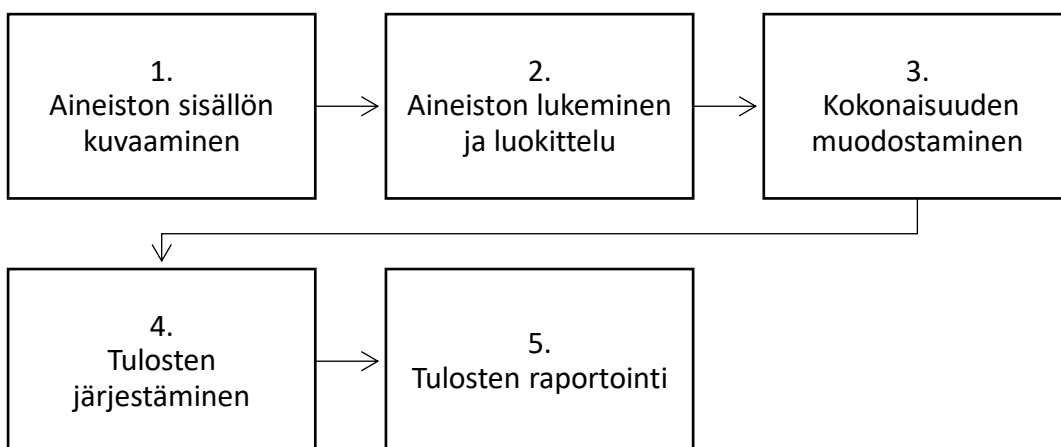 1.
Aineiston sisällön
kuvaaminen
2.
Aineiston lukeminen
ja luokittelu
3.
Kokonaisuuden
muodostaminen
4.
Tulosten
järjestäminen
5.
Tulosten raportointi